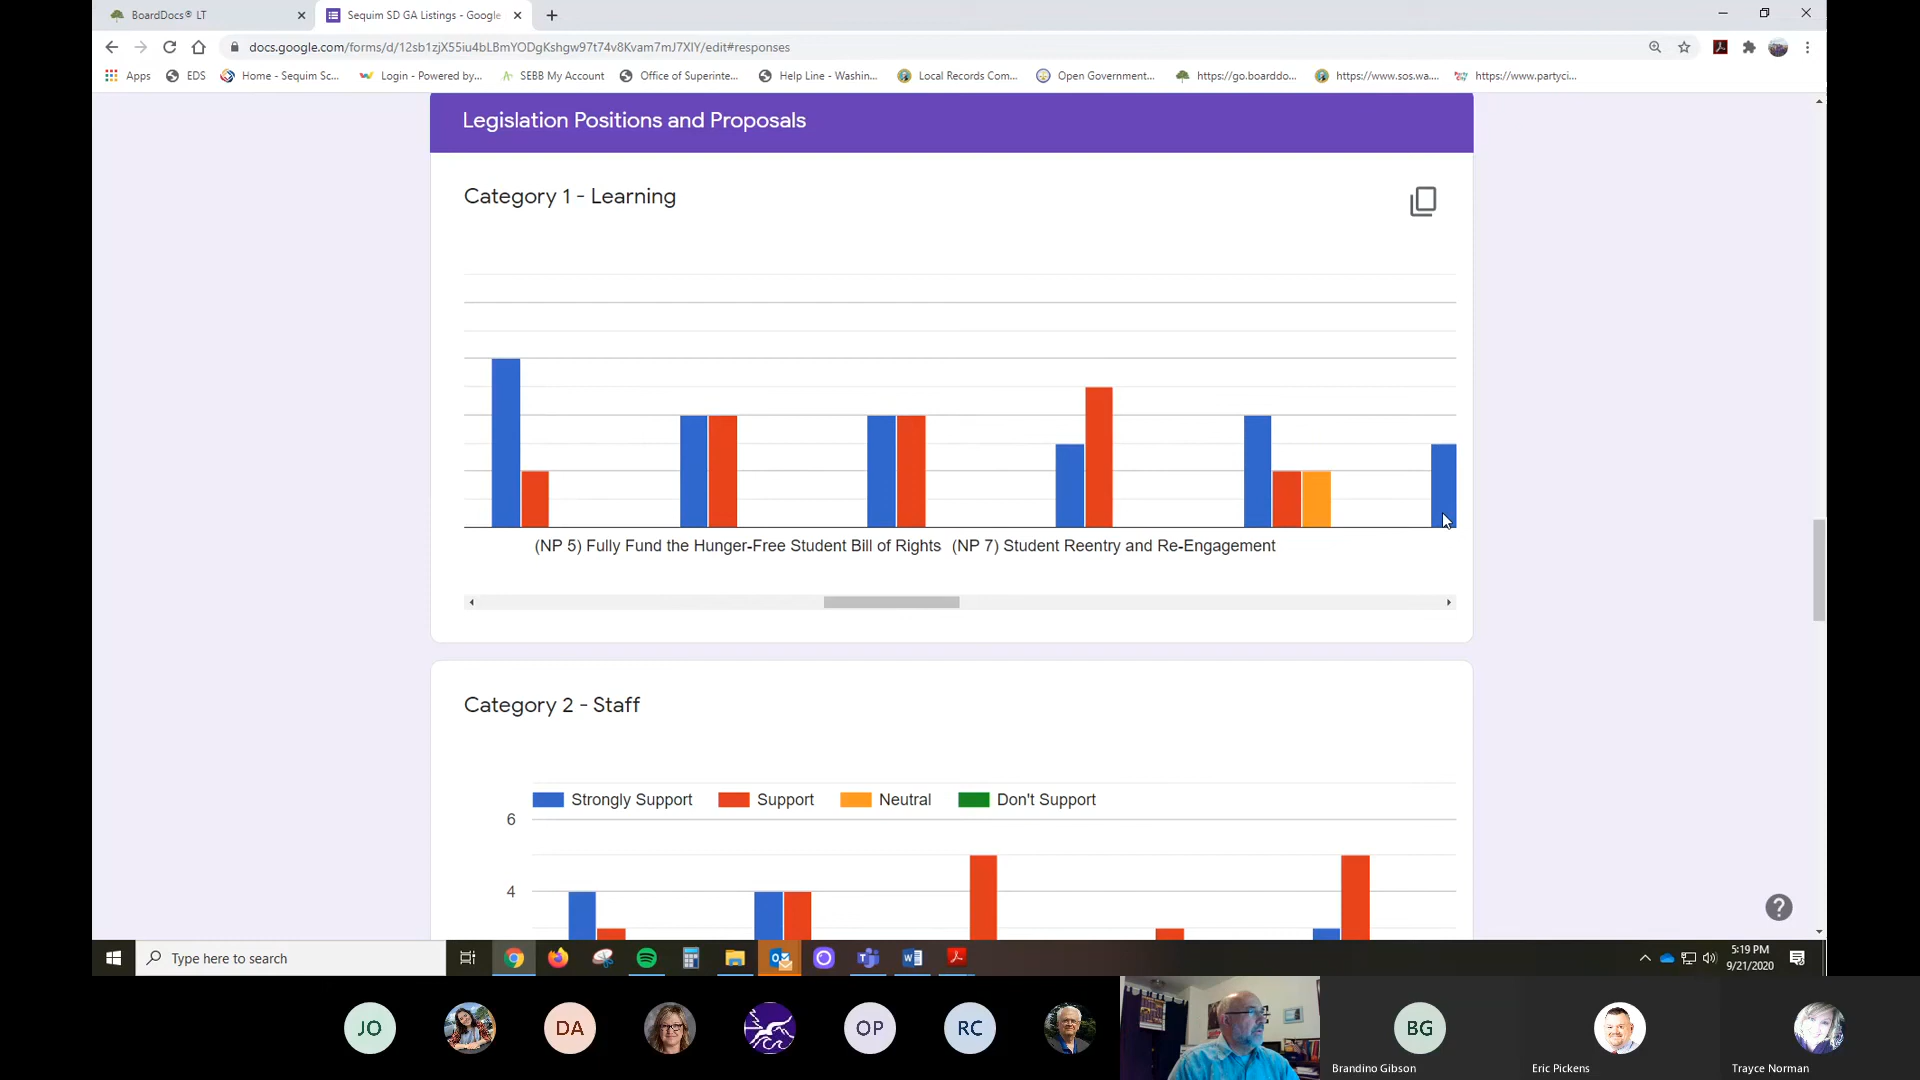 BoardDocs® LT
Sequim SD GA Listings - Google
docs.google.com/forms/d/12sb1zjX55iu4bLBmYODgKshgw97t74v8Kvam7mJ7XlY/edit#responses
Apps EDS Home - Sequim Sc... Login - Powered by... SEBB My Account Office of Superinte... Help Line - Washin... Local Records Com... Open Government... https://go.boarddo... https://www.sos.wa.... https://www.partyci...
Legislation Positions and Proposals
Category 1 - Learning
(NP 5) Fully Fund the Hunger-Free Student Bill of Rights (NP 7) Student Reentry and Re-Engagement
Category 2 - Staff
Strongly Support Support Neutral Don't Support
6
4
Type here to search
5:19 PM
9/21/2020
JO DA OP RC BG
Brandino Gibson Eric Pickens Trayce Norman